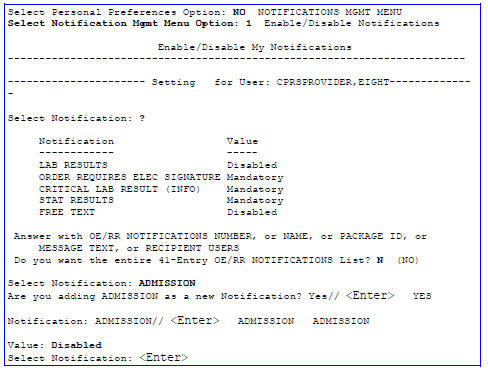 Select Personal Preferences Option: NO  NOTIFICATIONS MGMT MENU
Select Notification Mgmt Menu Option: 1  Enable/Disable Notifications
Enable/Disable My Notifications
--------------------------------------------------------------------
--------------------- Setting   for User: CPRSPROVIDER,EIGHT------------
-
Select Notification: ?
Notification                  Value
------------                  -----
LAB RESULTS                   Disabled
ORDER REQUIRES ELEC SIGNATURE Mandatory
CRITICAL LAB RESULT (INFO)    Mandatory
STAT RESULTS                  Mandatory
FREE TEXT                     Disabled
Answer with OE/RR NOTIFICATIONS NUMBER, or NAME, or PACKAGE ID, or
MESSAGE TEXT, or RECIPIENT USERS
Do you want the entire 41-Entry OE/RR NOTIFICATIONS List? N  (NO)
Select Notification: ADMISSION
Are you adding ADMISSION as a new Notification? Yes// <Enter>  YES
Notification: ADMISSION// <Enter>  ADMISSION  ADMISSION
Value: Disabled
Select Notification: <Enter>